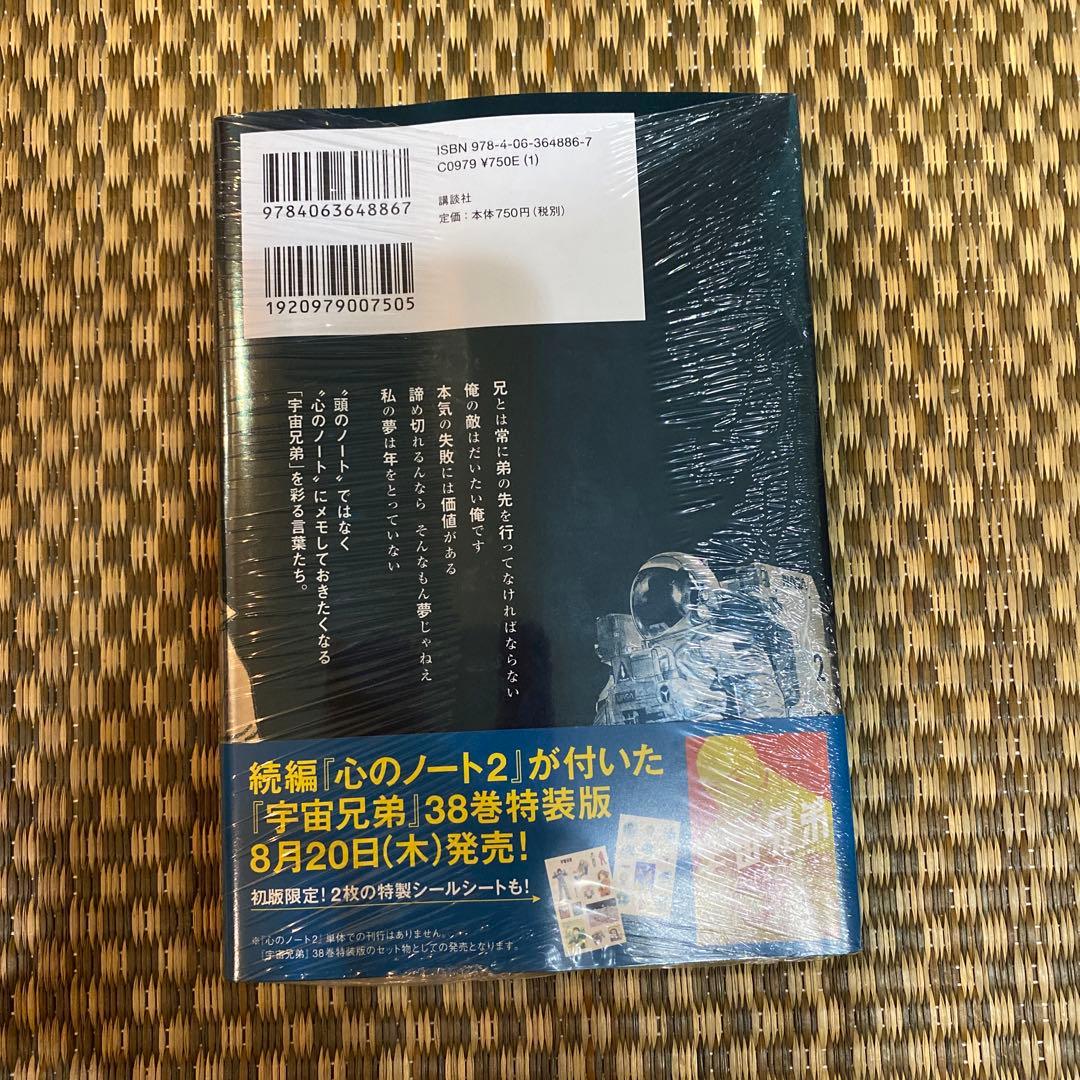 ISBN 978-4-06-364886-7
C0979 ¥750E (1)
講談社
定価：本体750円（税別）
9784063648867
1920979007505
兄とは常に弟の先を行ってなければならない
俺の敵はだいたい俺です
本気の失敗には価値がある
諦め切れるんなら そんなもん夢じゃねえ
私の夢は年をとっていない
〝頭のノート〟ではなく
〝心のノート〟にメモしておきたくなる
「宇宙兄弟」を彩る言葉たち。
2
続編『心のノート2』が付いた
『宇宙兄弟』38巻特装版
8月20日(木)発売!
初版限定! 2枚の特製シールシートも!
※『心のノート2』単体での刊行はありません。
『宇宙兄弟』38巻特装版のセット物としての発売となります。